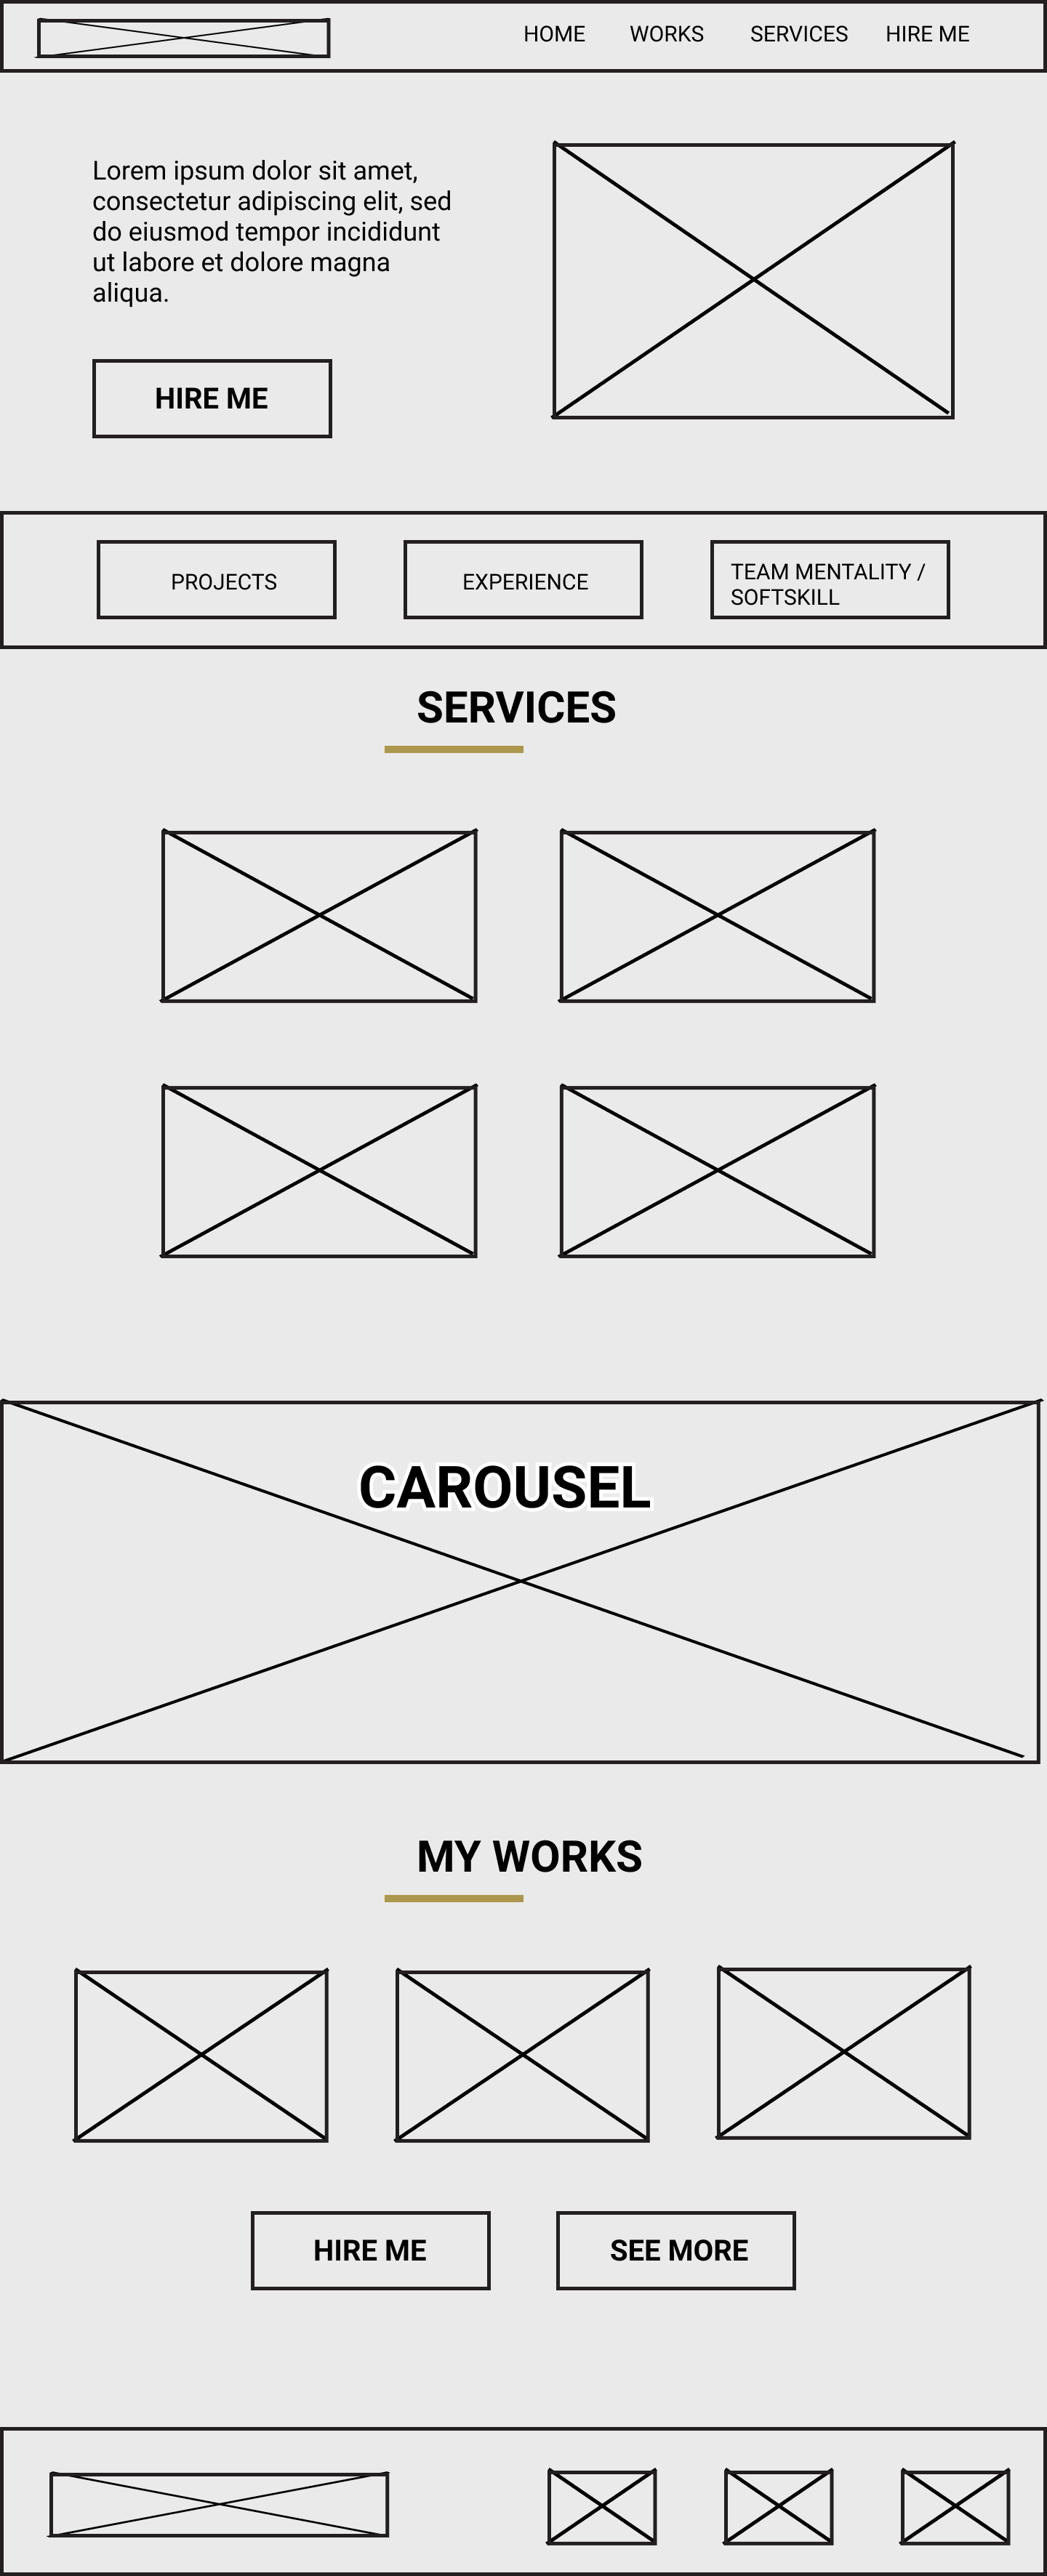 HOME WORKS SERVICES HIRE ME
Lorem ipsum dolor sit amet,
consectetur adipiscing elit, sed
do eiusmod tempor incididunt
ut labore et dolore magna
aliqua.
HIRE ME
PROJECTS
EXPERIENCE
TEAM MENTALITY /
SOFTSKILL
SERVICES
CAROUSEL
MY WORKS
HIRE ME
SEE MORE